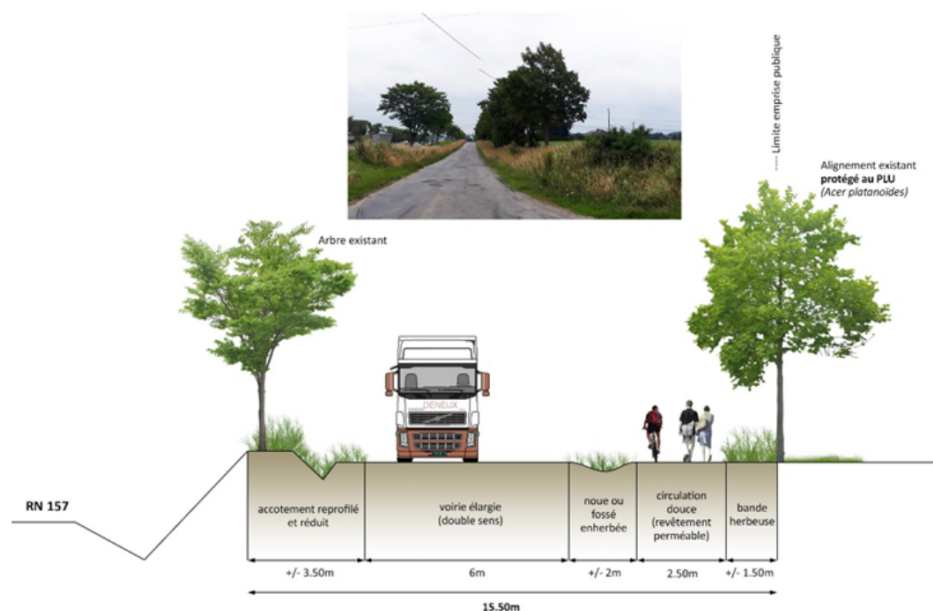 ---- Limite emprise publique
Alignement existant
protégé au PLU
(Acer platanoïdes)
Arbre existant
DENEUX
RN 157
accotement reprofilé
et réduit
voirie élargie
(double sens)
noue ou
fossé
enherbée
circulation
douce
(revêtement
perméable)
bande
herbeuse
+/- 3.50m
6m
+/- 2m
2.50m
+/- 1.50m
15.50m